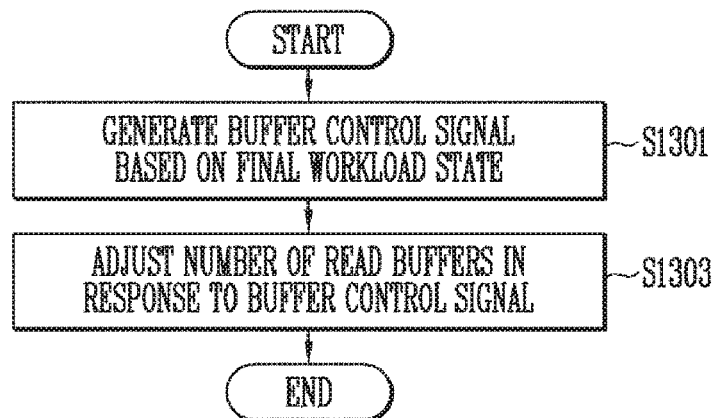 START
GENERATE BUFFER CONTROL SIGNAL
BASED ON FINAL WORKLOAD STATE
S1301
ADJUST NUMBER OF READ BUFFERS IN
RESPONSE TO BUFFER CONTROL SIGNAL
S1303
END